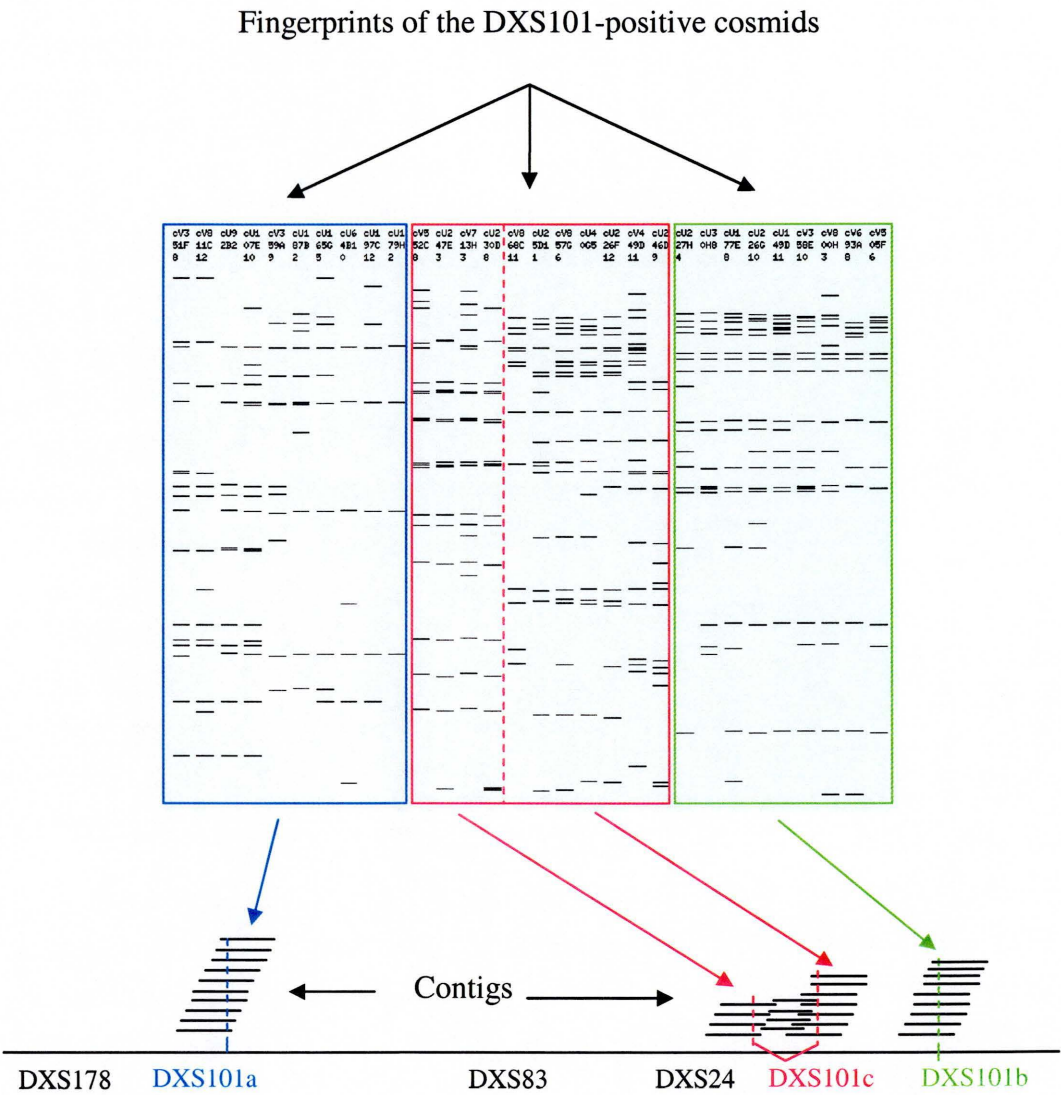 Fingerprints of the DXS101-positive cosmids
cV3 cV8 cU9 cU1 cV3 cU1 cU1 cU6 cU1 cU1 cV5 cU2 cV7 cU2 cV8 cU2 cV8 cU4 cU2 cV4 cU2 cU2 cU3 cU1 cU2 cU1 cV3 cV8 cV6 cV5
51F 11C 2B2 07E 59A 87B 65G 4B1 97C 79H 52C 47E 13H 30D 68C 5D1 57G 0G5 26F 49D 46D 27H 0H8 77E 26G 49D 58E 00H 93A 05F
8 12 10 9 2 5 0 12 2 8 3 3 8 11 1 6 12 11 9 4 8 10 11 10 3 8 6
Contigs
DXS178 DXS101a DXS83 DXS24 DXS101c DXS101b